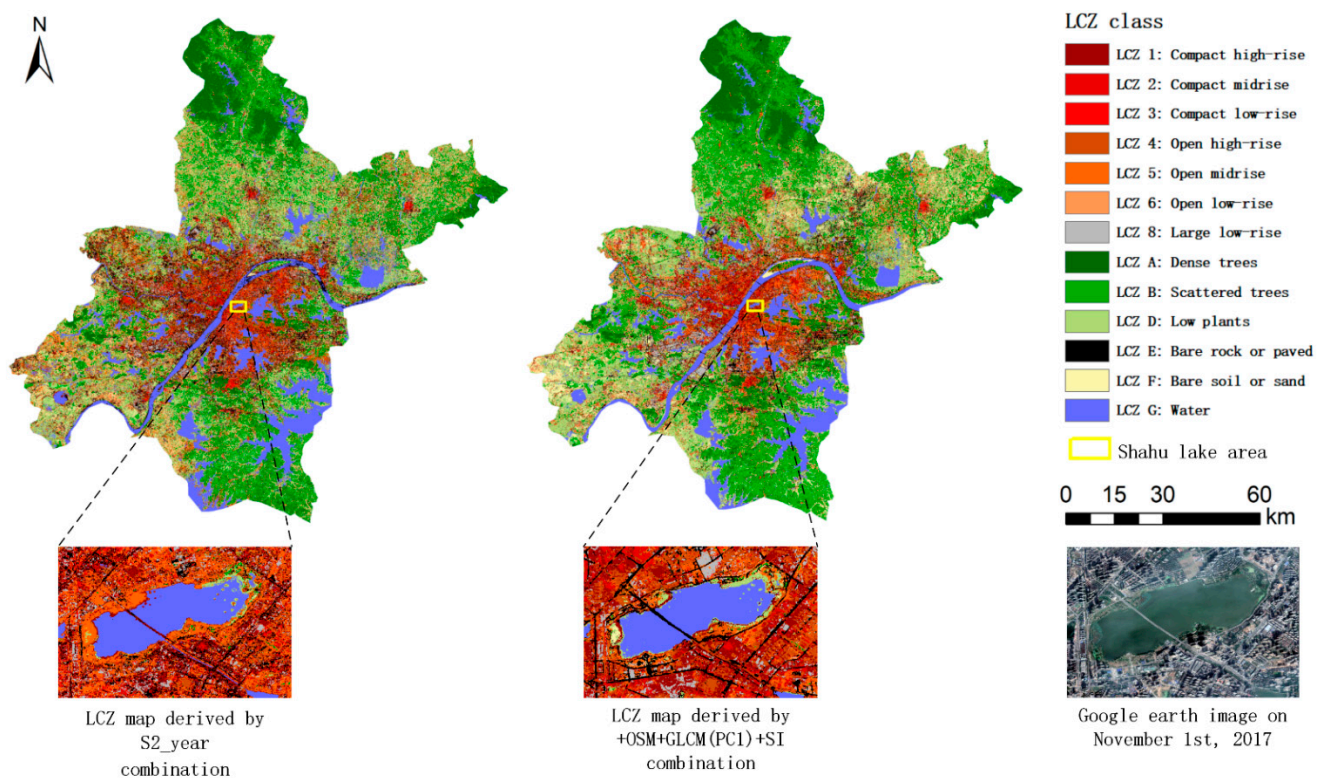 N
LCZ class
LCZ 1: Compact high-rise
LCZ 2: Compact midrise
LCZ 3: Compact low-rise
LCZ 4: Open high-rise
LCZ 5: Open midrise
LCZ 6: Open low-rise
LCZ 8: Large low-rise
LCZ A: Dense trees
LCZ B: Scattered trees
LCZ D: Low plants
LCZ E: Bare rock or paved
LCZ F: Bare soil or sand
LCZ G: Water
Shahu lake area
0 15 30 60
km
LCZ map derived by
S2_year
combination
LCZ map derived by
+OSM+GLCM(PC1)+SI
combination
Google earth image on
November 1st, 2017